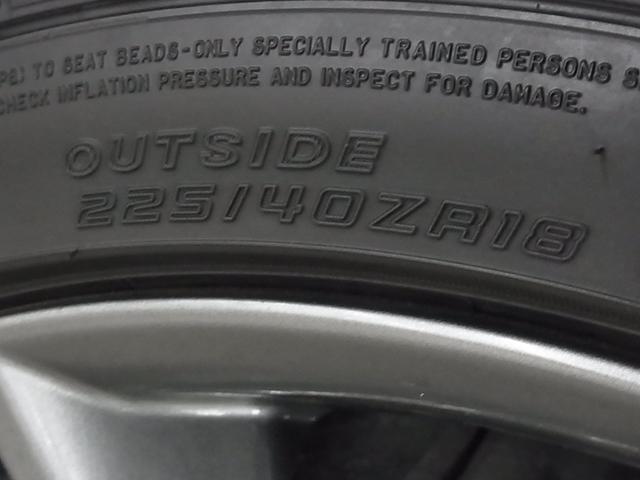 TO SEAT BEADS-ONLY SPECIALLY TRAINED PERSONS
CHECK INFLATION PRESSURE AND INSPECT FOR DAMAGE.
OUTSIDE
225/40ZR18